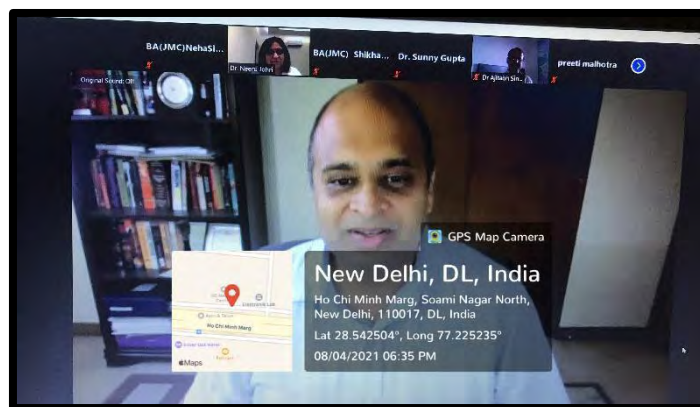 BA(JMC)NehaSi...
BA(JMC) Shikha...
Dr. Sunny Gupta
preeti malhotra
Dr. Neeru Johri
Original Sound: Off
GPS Map Camera
New Delhi, DL, India
Ho Chi Minh Marg, Soami Nagar North,
New Delhi, 110017, DL, India
Lat 28.542504°, Long 77.225235°
08/04/2021 06:35 PM
Ho Chi Minh Marg
Maps